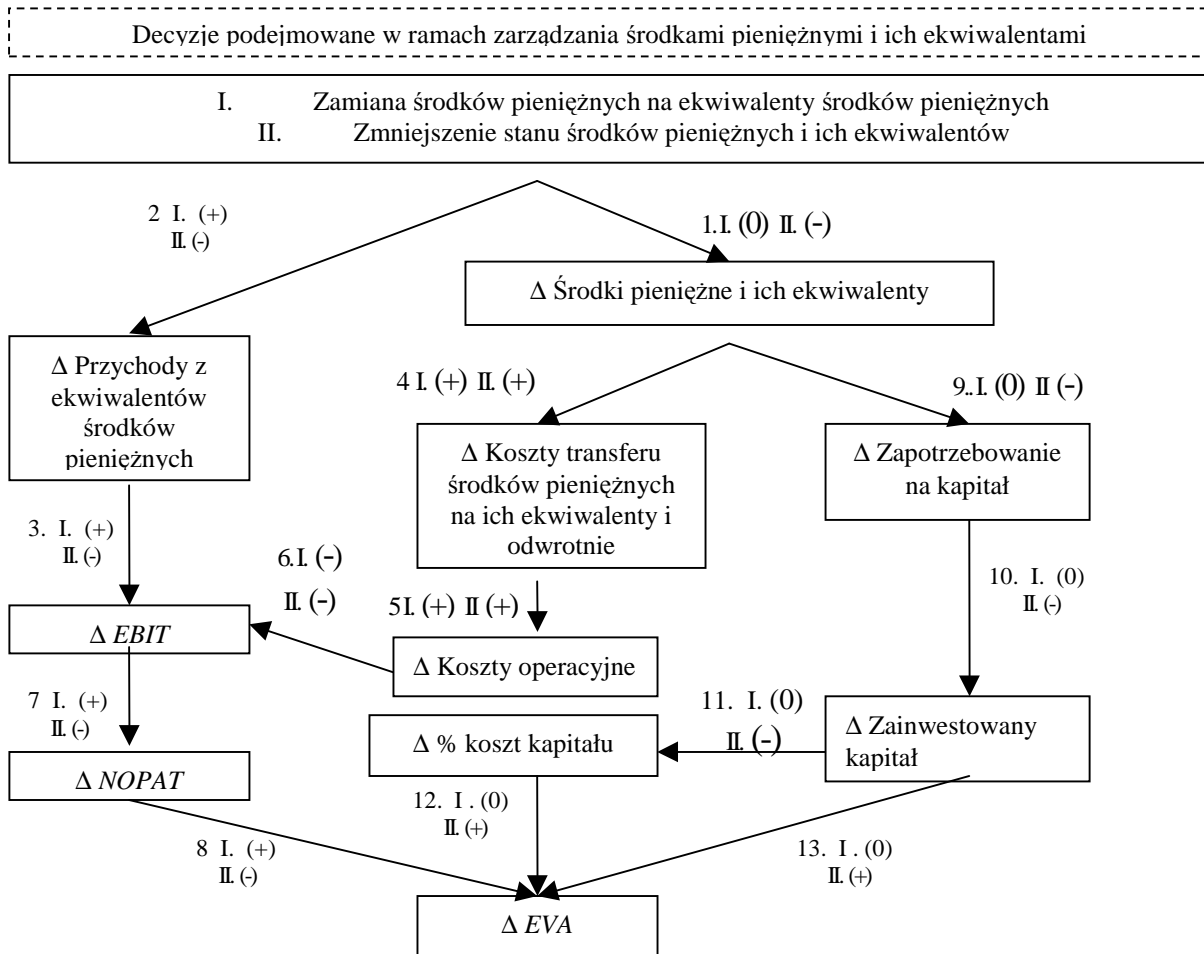 Decyzje podejmowane w ramach zarządzania środkami pieniężnymi i ich ekwiwalentami
I. Zamiana środków pieniężnych na ekwiwalenty środków pieniężnych
II. Zmniejszenie stanu środków pieniężnych i ich ekwiwalentów
2 I. (+)
II. (-)
1.I. (0) II. (-)
Δ Środki pieniężne i ich ekwiwalenty
Δ Przychody z
ekwiwalentów
środków
pieniężnych
4 I. (+) II. (+)
9..I. (0) II (-)
Δ Koszty transferu
środków pieniężnych
na ich ekwiwalenty i
odwrotnie
Δ Zapotrzebowanie
na kapitał
3. I. (+)
II. (-)
6.I. (-)
II. (-)
5I. (+) II (+)
10. I. (0)
II. (-)
Δ EBIT
Δ Koszty operacyjne
7 I. (+)
II. (-)
11. I. (0)
II. (-)
Δ % koszt kapitału
Δ Zainwestowany
kapitał
Δ NOPAT
12. I . (0)
II. (+)
8 I. (+)
II. (-)
13. I . (0)
II. (+)
Δ EVA